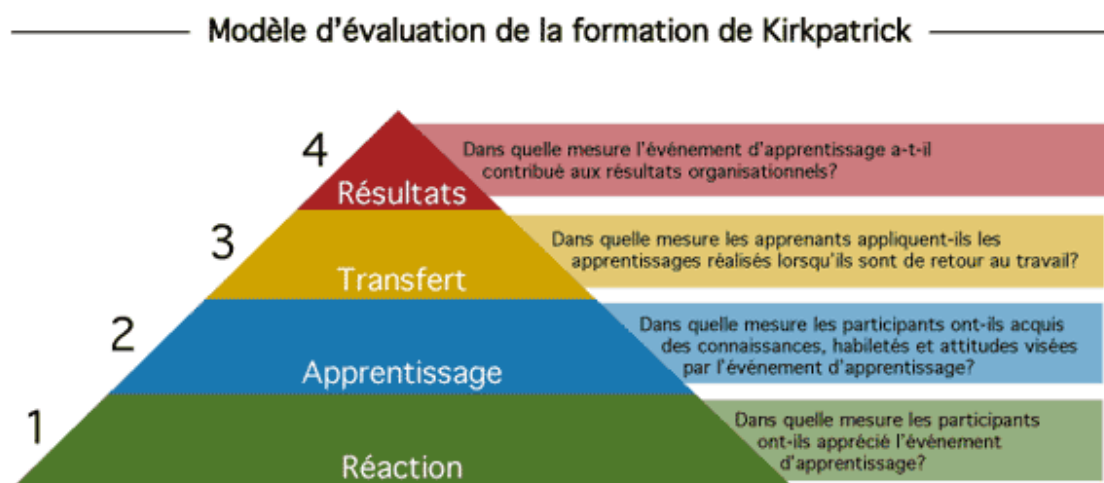 Modèle d'évaluation de la formation de Kirkpatrick
4
Résultats
Dans quelle mesure l'événement d'apprentissage a-t-il
contribué aux résultats organisationnels?
3
Transfert
Dans quelle mesure les apprenants appliquent-ils les
apprentissages réalisés lorsqu'ils sont de retour au travail?
2
Apprentissage
Dans quelle mesure les participants ont-ils acquis
des connaissances, habiletés et attitudes visées
par l'événement d'apprentissage?
1
Réaction
Dans quelle mesure les participants
ont-ils apprécié l'événement
d'apprentissage?